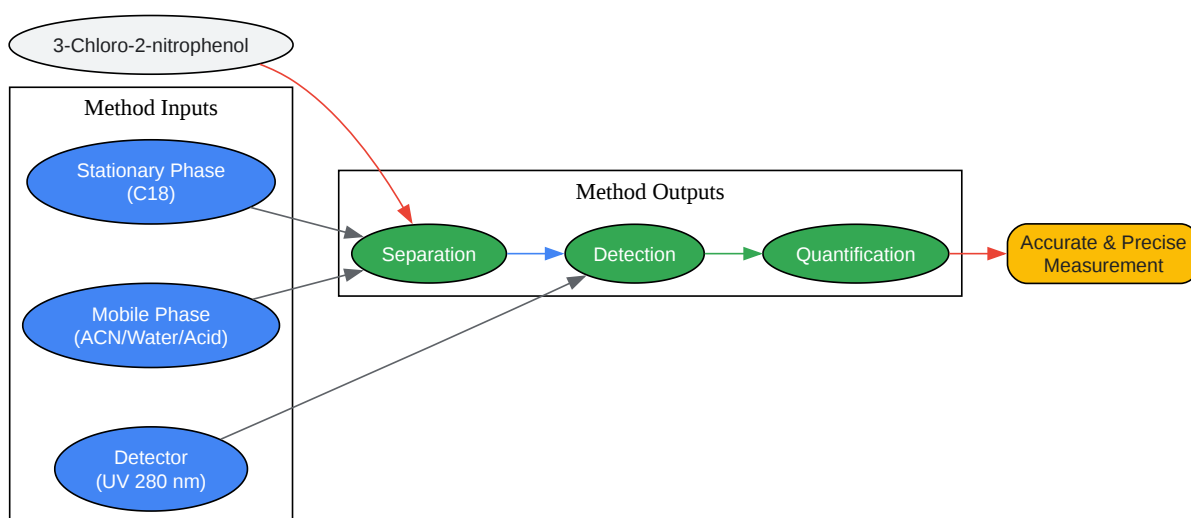 3-Chloro-2-nitrophenol
Method Inputs
Stationary Phase
(C18)
Mobile Phase
(ACN/Water/Acid)
Detector
(UV 280 nm)
Method Outputs
Separation
Detection
Quantification
Accurate & Precise
Measurement